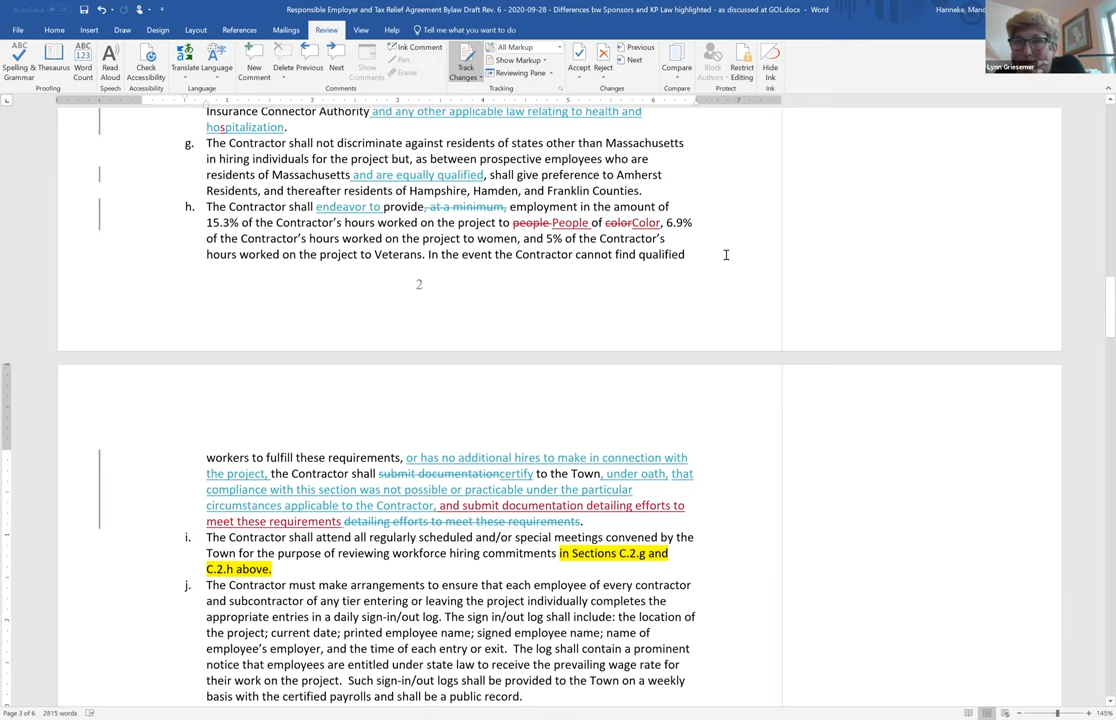 AutoSave Off
Responsible Employer and Tax Relief Agreement Bylaw Draft Rev. 6 - 2020-09-28 - Differences bw Sponsors and KP Law highlighted - as discussed at GOL.docx - Word
Hanneke, Mand
File Home Insert Draw Design Layout References Mailings Review View Help Tell me what you want to do
Spelling & Grammar
Thesaurus
Word Count
Read Aloud
Check Accessibility
Translate
Language
New Comment
Delete
Previous
Next
Show Comments
Ink Comment
Pen
Eraser
Track Changes
All Markup
Show Markup
Reviewing Pane
Accept
Reject
Previous
Next
Compare
Block Authors
Restrict Editing
Hide Ink
Proofing Speech Accessibility Language Comments Tracking Changes Compare Protect Ink
Lynn Griesemer
1 2 3 4 5 6 7
Insurance Connector Authority and any other applicable law relating to health and
hospitalization.
g. The Contractor shall not discriminate against residents of states other than Massachusetts
in hiring individuals for the project but, as between prospective employees who are
residents of Massachusetts and are equally qualified, shall give preference to Amherst
Residents, and thereafter residents of Hampshire, Hamden, and Franklin Counties.
h. The Contractor shall endeavor to provide, at a minimum, employment in the amount of
15.3% of the Contractor's hours worked on the project to people People of colorColor, 6.9%
of the Contractor's hours worked on the project to women, and 5% of the Contractor's
hours worked on the project to Veterans. In the event the Contractor cannot find qualified
2
workers to fulfill these requirements, or has no additional hires to make in connection with
the project, the Contractor shall submit documentationcertify to the Town, under oath, that
compliance with this section was not possible or practicable under the particular
circumstances applicable to the Contractor, and submit documentation detailing efforts to
meet these requirements detailing efforts to meet these requirements.
i. The Contractor shall attend all regularly scheduled and/or special meetings convened by the
Town for the purpose of reviewing workforce hiring commitments in Sections C.2.g and
C.2.h above.
j. The Contractor must make arrangements to ensure that each employee of every contractor
and subcontractor of any tier entering or leaving the project individually completes the
appropriate entries in a daily sign-in/out log. The sign in/out log shall include: the location of
the project; current date; printed employee name; signed employee name; name of
employee's employer, and the time of each entry or exit. The log shall contain a prominent
notice that employees are entitled under state law to receive the prevailing wage rate for
their work on the project. Such sign-in/out logs shall be provided to the Town on a weekly
basis with the certified payrolls and shall be a public record.
Page 3 of 6 2815 words
145%